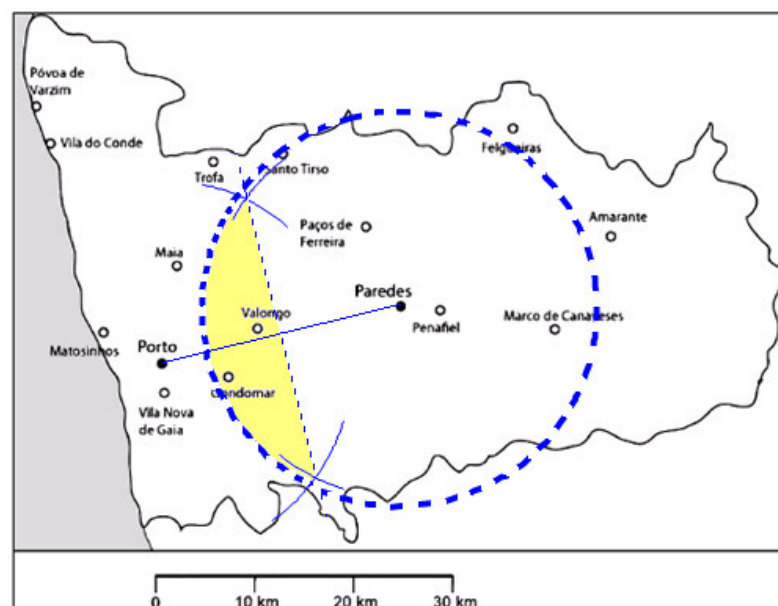 Póvoa de
Varzim
Vila do Conde
Trofa
Santo Tirso
Felgueiras
Paços de
Ferreira
Amarante
Maia
Paredes
Valongo
Penafiel
Marco de Canaveses
Matosinhos
Porto
Gondomar
Vila Nova
de Gaia
0
10 km
20 km
30 km